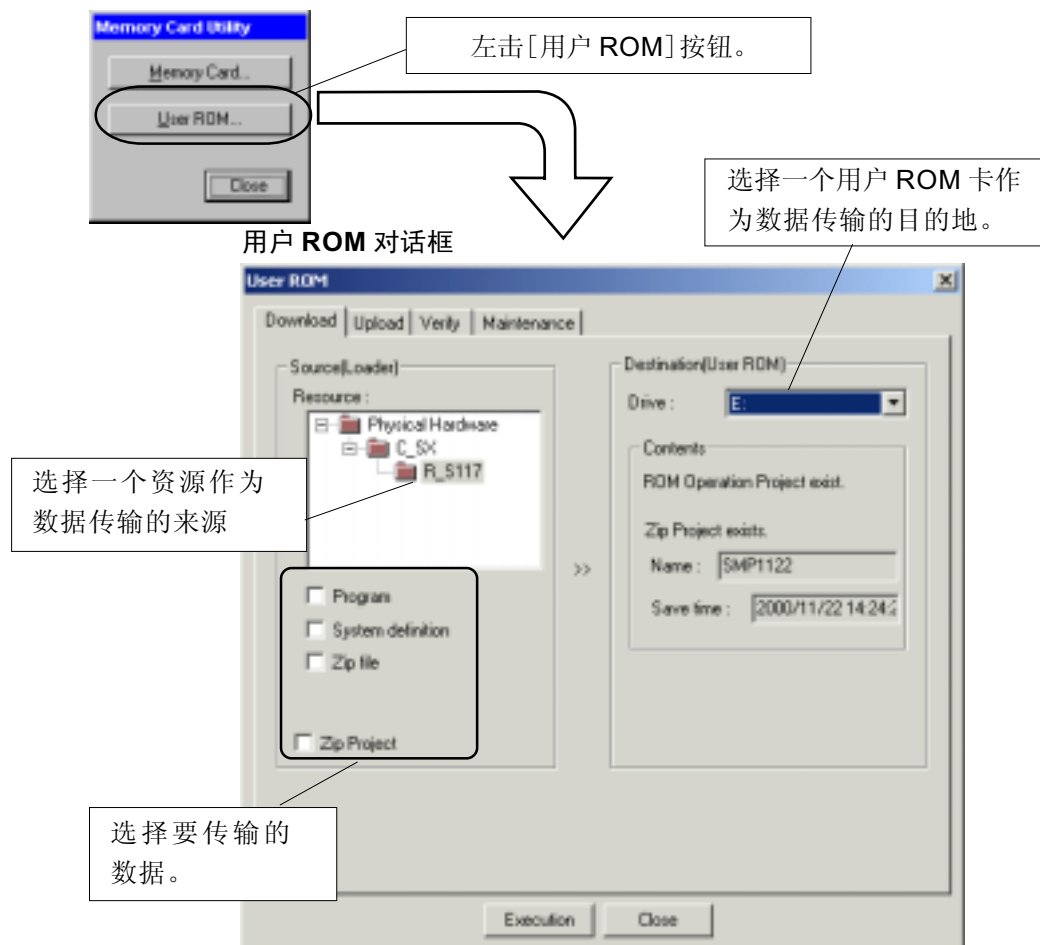 Memory Card Utility
左击[用户 ROM]按钮。
Memory Card...
User ROM...
Close
选择一个用户 ROM 卡作
为数据传输的目的地。
用户 ROM 对话框
User ROM
Download Upload Verify Maintenance
Source(Loader)
Resource :
Physical Hardware
C_SX
R_S117
选择一个资源作为
数据传输的来源
Program
System definition
Zip file
Zip Project
>>
Destination(User ROM)
Drive : E:
Contents
ROM Operation Project exist.
Zip Project exists.
Name : SMP1122
Save time : 2000/11/22 14:24:2
选择要传输的
数据。
Execution Close